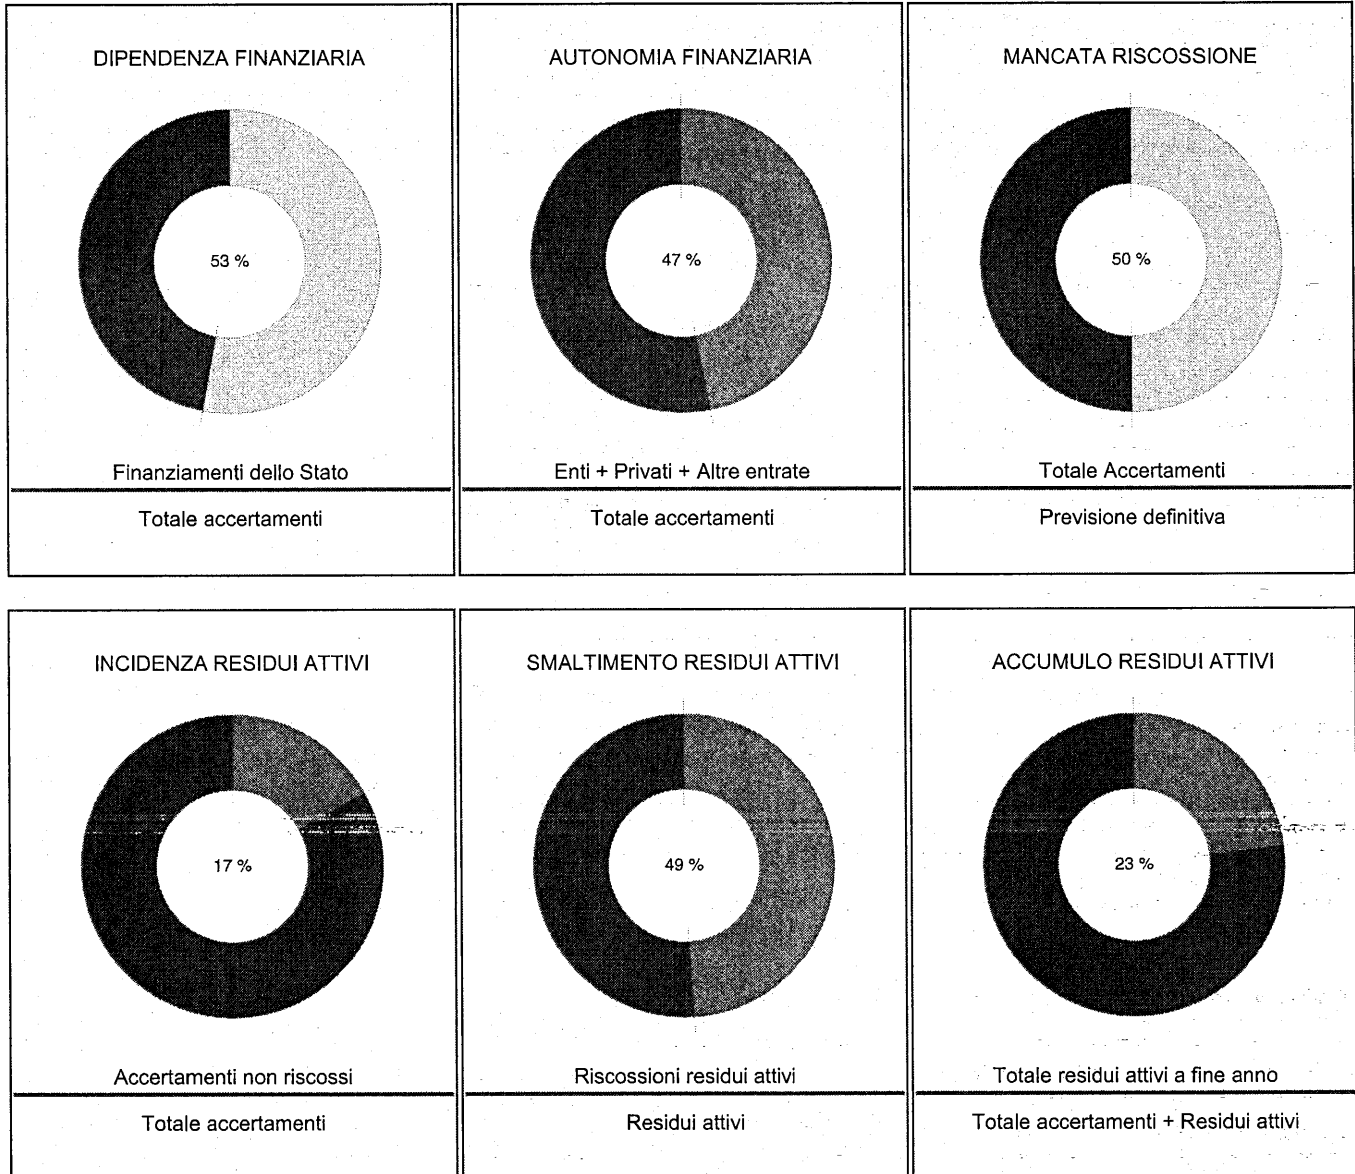 DIPENDENZA FINANZIARIA
53 %
Finanziamenti dello Stato
Totale accertamenti
AUTONOMIA FINANZIARIA
47 %
Enti + Privati + Altre entrate
Totale accertamenti
MANCATA RISCOSSIONE
50 %
Totale Accertamenti
Previsione definitiva
INCIDENZA RESIDUI ATTIVI
17 %
Accertamenti non riscossi
Totale accertamenti
SMALTIMENTO RESIDUI ATTIVI
49 %
Riscossioni residui attivi
Residui attivi
ACCUMULO RESIDUI ATTIVI
23 %
Totale residui attivi a fine anno
Totale accertamenti + Residui attivi